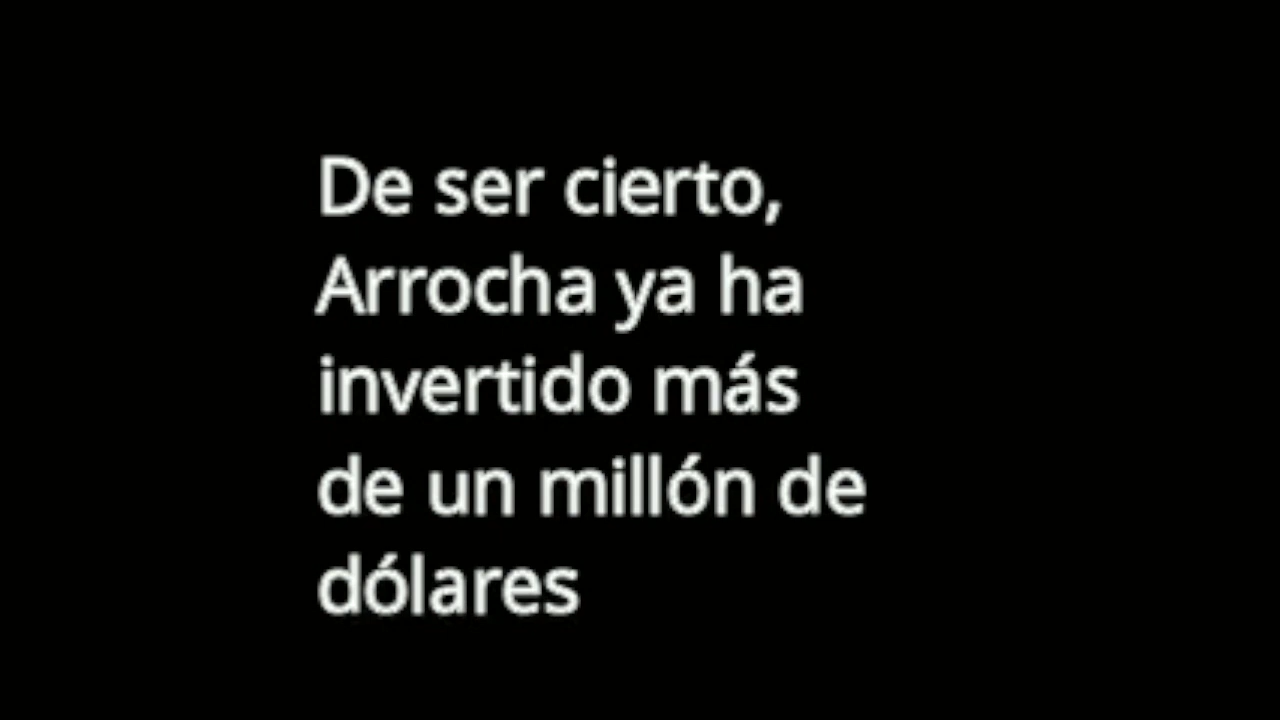 De ser cierto,
Arrocha ya ha
invertido más
de un millón de
dólares